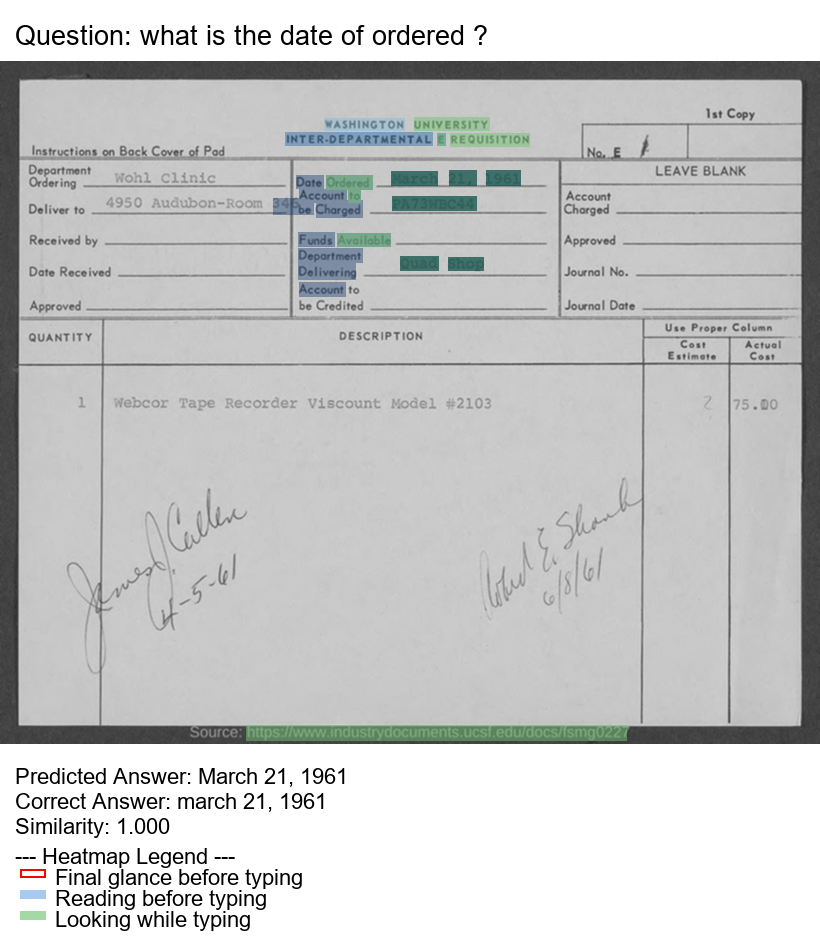 Question: what is the date of ordered ?
1st Copy
WASHINGTON UNIVERSITY
INTER-DEPARTMENTAL E REQUISITION
Instructions on Back Cover of Pad
No. E 1
Department Ordering Wohl Clinic
Date Ordered March 21, 1961
LEAVE BLANK
Deliver to 4950 Audubon-Room 346
Account to be Charged PA73WBC44
Account Charged
Received by
Funds Available
Approved
Date Received
Department Delivering Quad Shop
Journal No.
Approved
Account to be Credited
Journal Date
QUANTITY
DESCRIPTION
Use Proper Column
Cost Estimate
Actual Cost
1 Webcor Tape Recorder Viscount Model #2103 2 75.00
James J. Cullen
4-5-61
Robert E. Shank
6/8/61
Source: https://www.industrydocuments.ucsf.edu/docs/fsmg0227
Predicted Answer: March 21, 1961
Correct Answer: march 21, 1961
Similarity: 1.000
--- Heatmap Legend ---
Final glance before typing
Reading before typing
Looking while typing